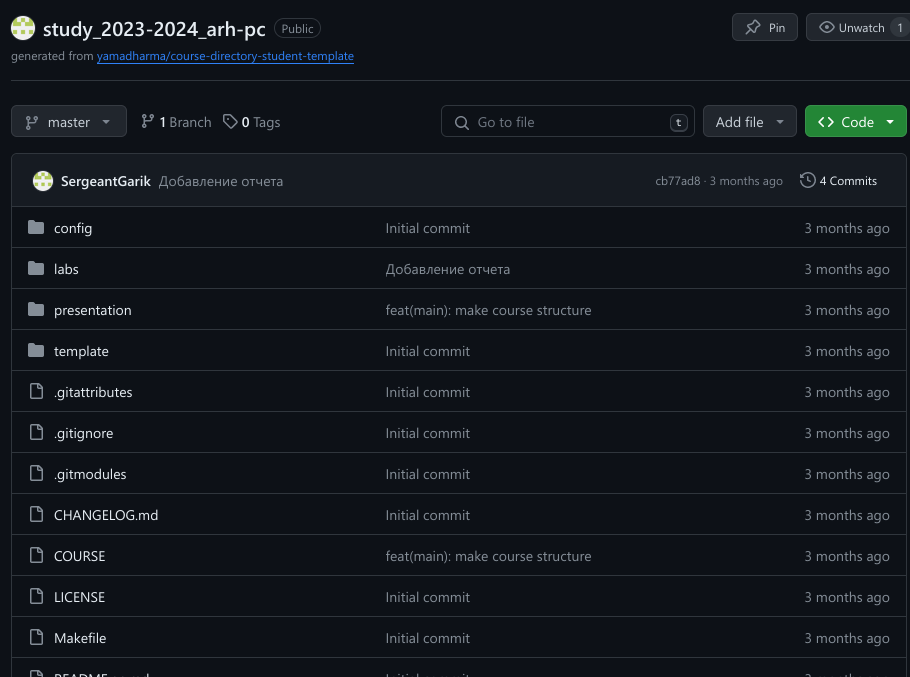 study_2023-2024_arh-pc Public Pin Unwatch 1
generated from yamadharma/course-directory-student-template
master 1 Branch 0 Tags Go to file t Add file Code
SergeantGarik Добавление отчета cb77ad8 · 3 months ago 4 Commits
config Initial commit 3 months ago
labs Добавление отчета 3 months ago
presentation feat(main): make course structure 3 months ago
template Initial commit 3 months ago
.gitattributes Initial commit 3 months ago
.gitignore Initial commit 3 months ago
.gitmodules Initial commit 3 months ago
CHANGELOG.md Initial commit 3 months ago
COURSE feat(main): make course structure 3 months ago
LICENSE Initial commit 3 months ago
Makefile Initial commit 3 months ago